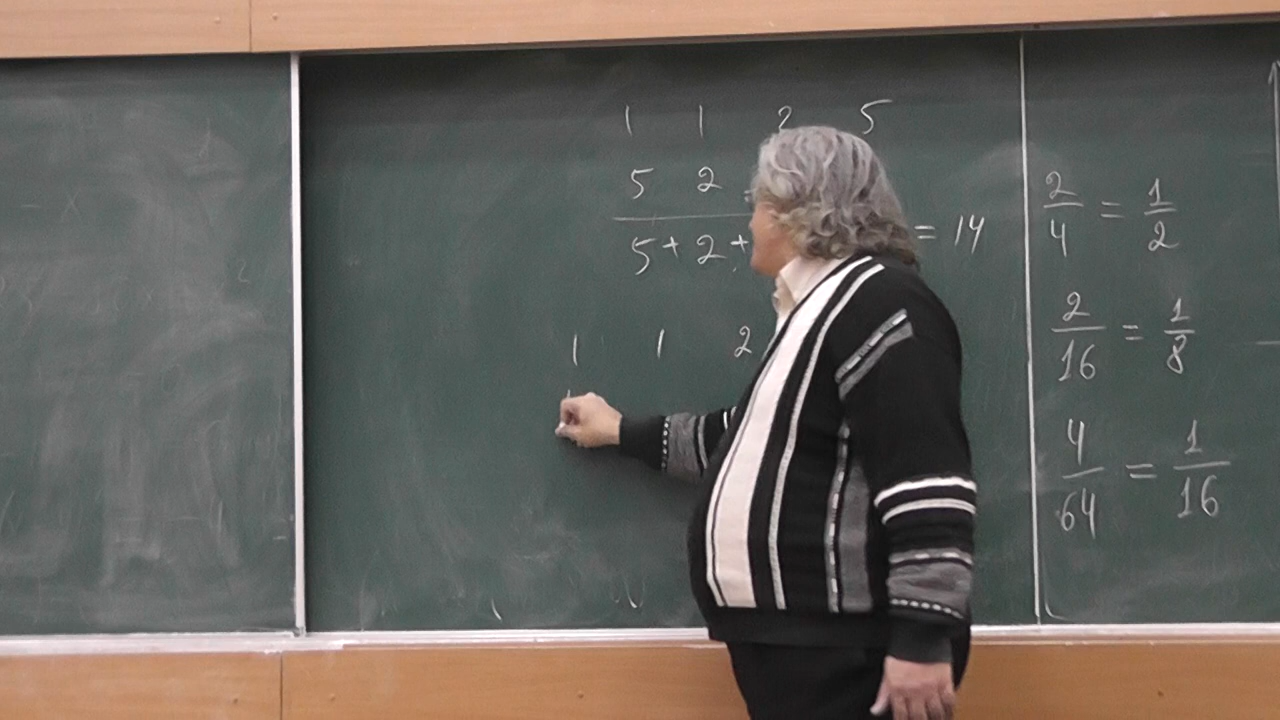 1 1 2 5
5 2
5 + 2 + = 14
1 1 2
2/4 = 1/2
2/16 = 1/8
4/64 = 1/16